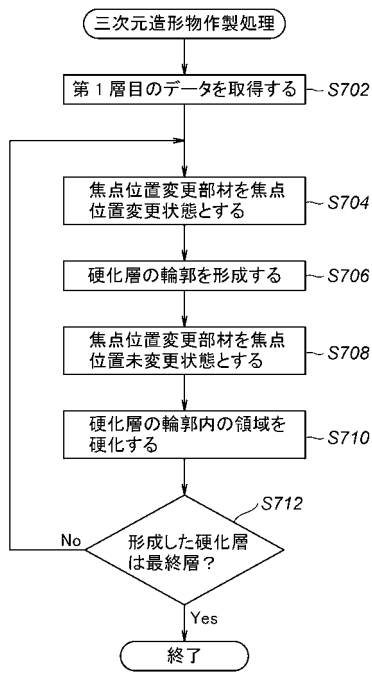 三次元造形物作製処理
第1層目のデータを取得する
S702
焦点位置変更部材を焦点
位置変更状態とする
S704
硬化層の輪郭を形成する
S706
焦点位置変更部材を焦点
位置未変更状態とする
S708
硬化層の輪郭内の領域を
硬化する
S710
S712
形成した硬化層
は最終層?
No
Yes
終了